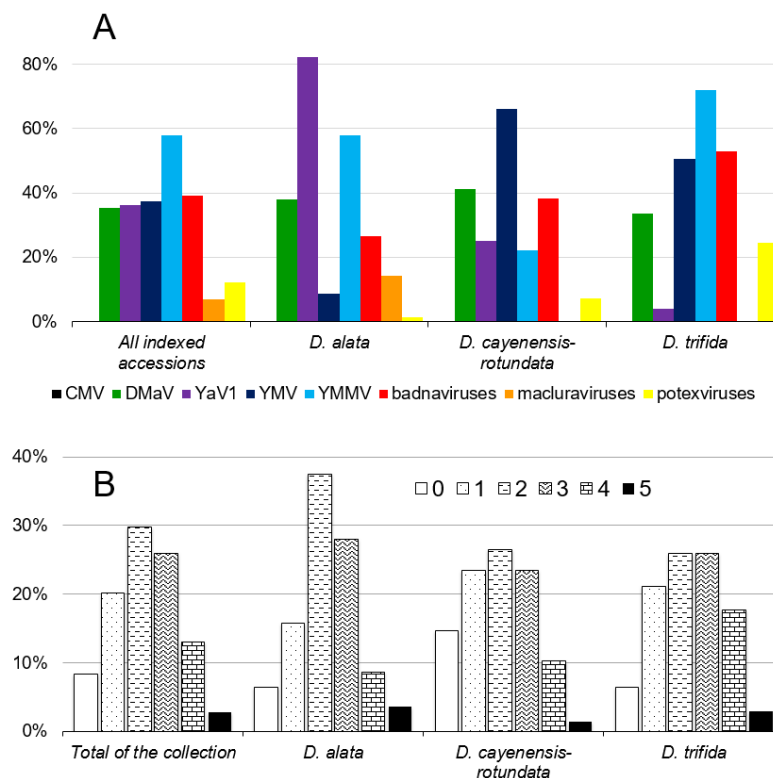 A
80%
60%
40%
20%
0%
All indexed D. alata D. cayenensis- D. trifida
accessions rotundata
CMV DMaV YaV1 YMV YMMV badnaviruses macluraviruses potexviruses
40%
B
0 1 2 3 4 5
30%
20%
10%
0%
Total of the collection D. alata D. cayenensis- D. trifida
rotundata